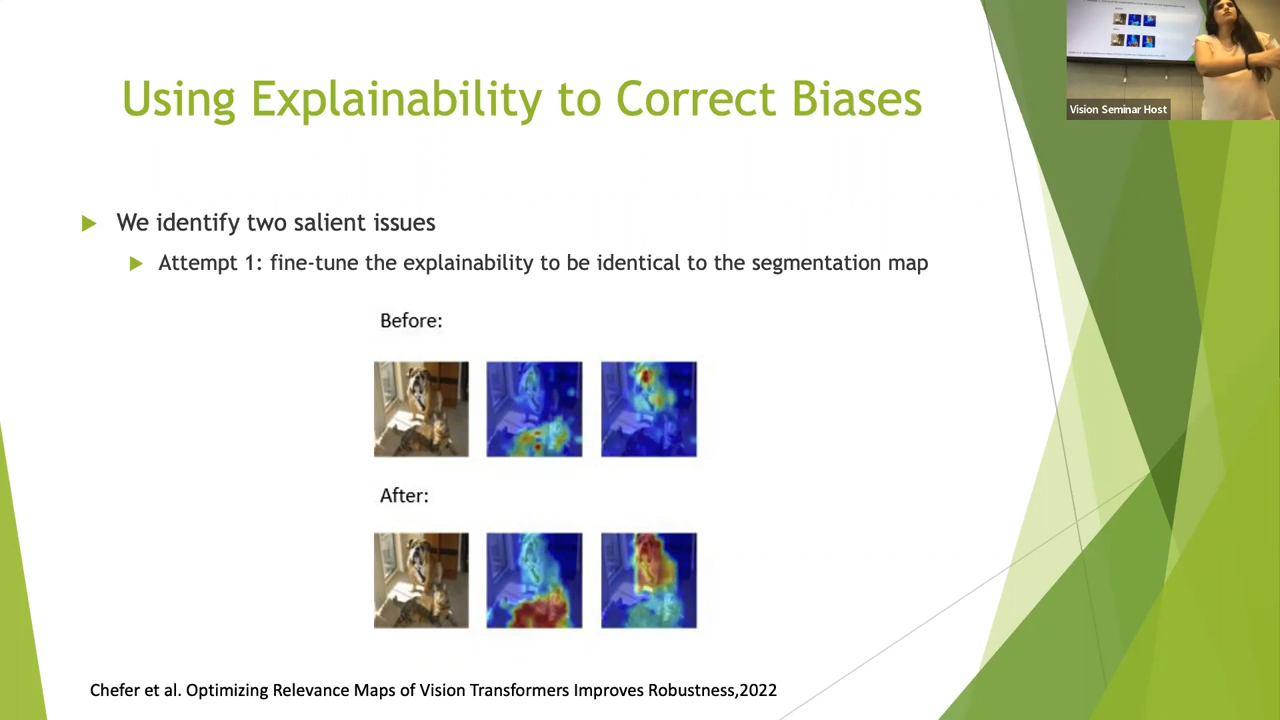 Using Explainability to Correct Biases
Vision Seminar Host
We identify two salient issues
Attempt 1: fine-tune the explainability to be identical to the segmentation map
Before:
After:
Chefer et al. Optimizing Relevance Maps of Vision Transformers Improves Robustness,2022